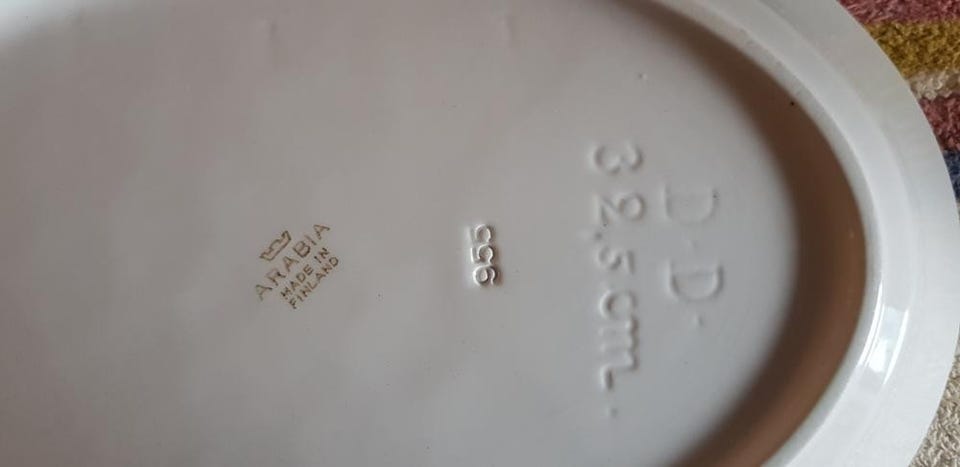 ARABIA
MADE IN
FINLAND
955
D.D.
32,5 cm.